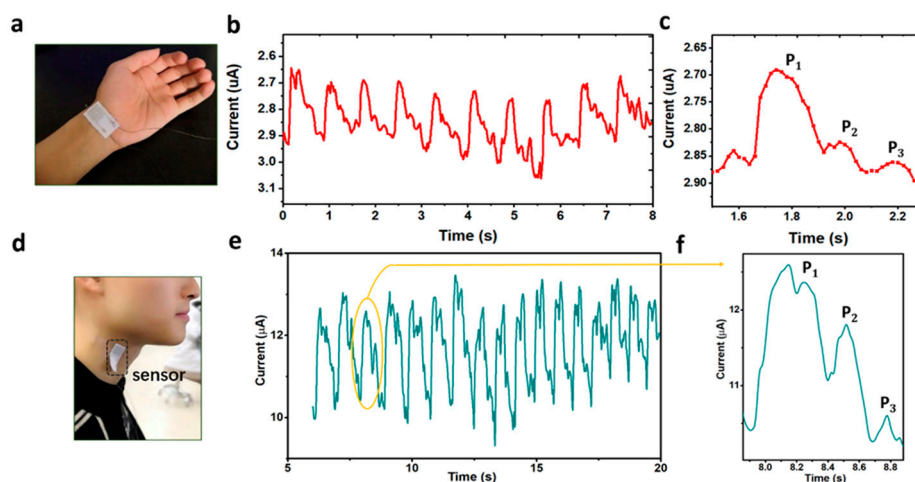 a
b
2.6
2.7
2.8
2.9
3.0
3.1
Current (uA)
0 1 2 3 4 5 6 7 8
Time (s)
c
2.65
2.70
2.75
2.80
2.85
2.90
Current (uA)
P1
P2
P3
1.6 1.8 2.0 2.2
Time (s)
d
sensor
e
14
13
12
11
10
Current (μA)
5 10 15 20
Time (s)
f
12
11
Current (μA)
P1
P2
P3
8.0 8.2 8.4 8.6 8.8
Time (s)